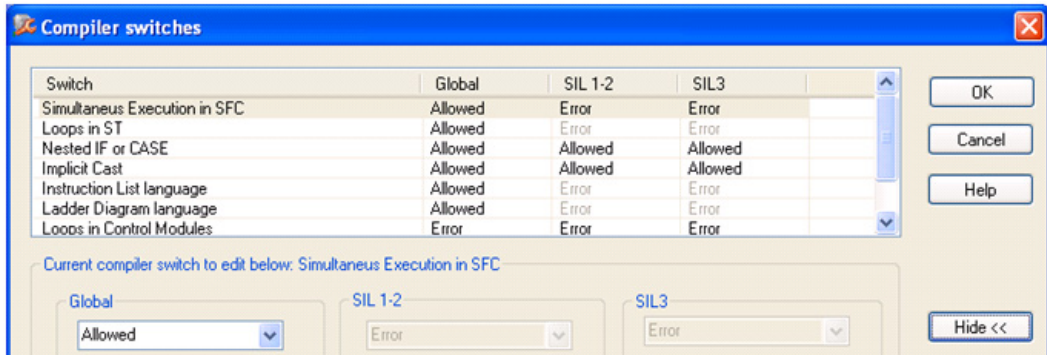 Compiler switches
Switch Global SIL 1-2 SIL3
Simultaneus Execution in SFC Allowed Error Error
Loops in ST Allowed Error Error
Nested IF or CASE Allowed Allowed Allowed
Implicit Cast Allowed Allowed Allowed
Instruction List language Allowed Error Error
Ladder Diagram language Allowed Error Error
Loops in Control Modules Error Error Error
OK
Cancel
Help
Current compiler switch to edit below: Simultaneus Execution in SFC
Global SIL 1-2 SIL3
Allowed Error Error
Hide <<